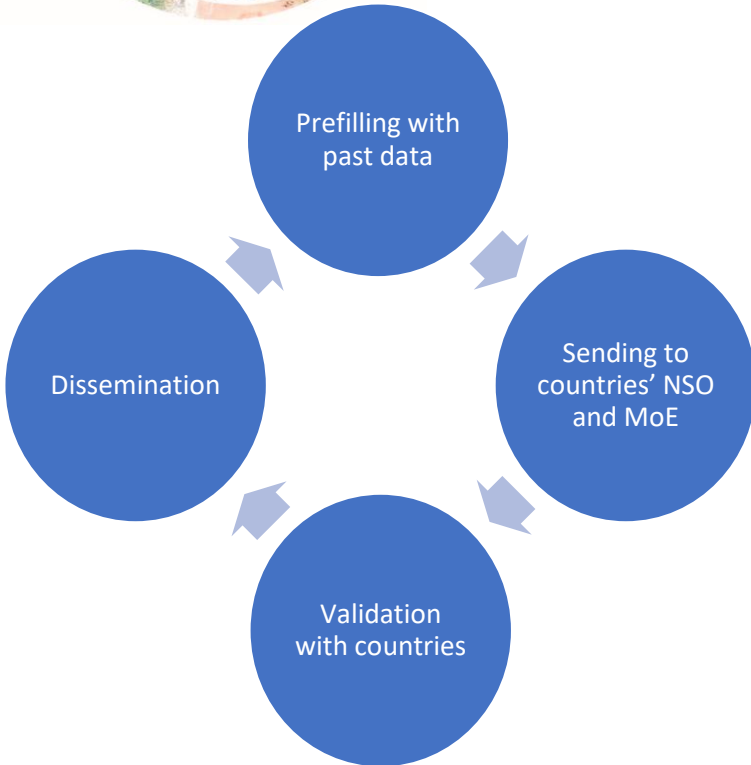 Prefilling with
past data
Sending to
countries’ NSO
and MoE
Validation
with countries
Dissemination